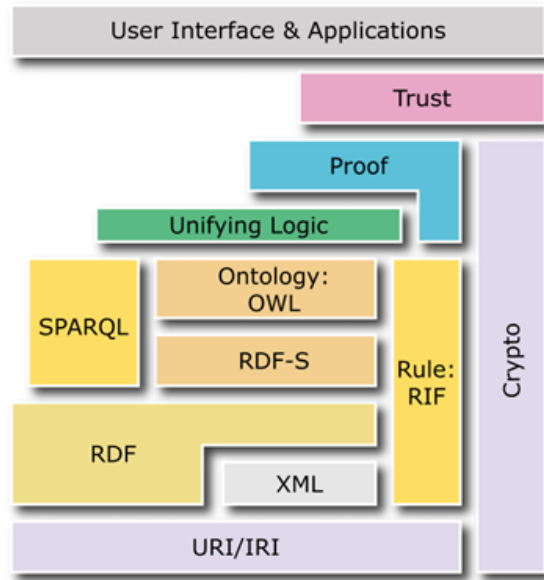 User Interface & Applications
Trust
Proof
Unifying Logic
Ontology:
OWL
SPARQL
RDF-S
Rule:
RIF
Crypto
RDF
XML
URI/IRI